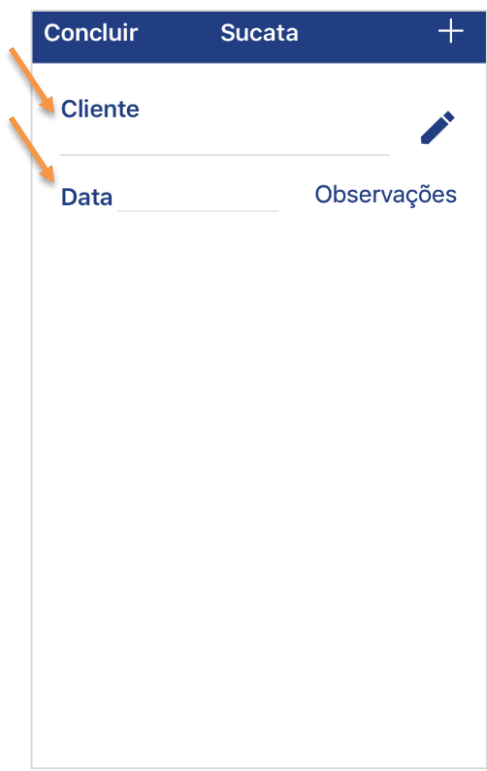 Concluir Sucata +
Cliente
Data Observações